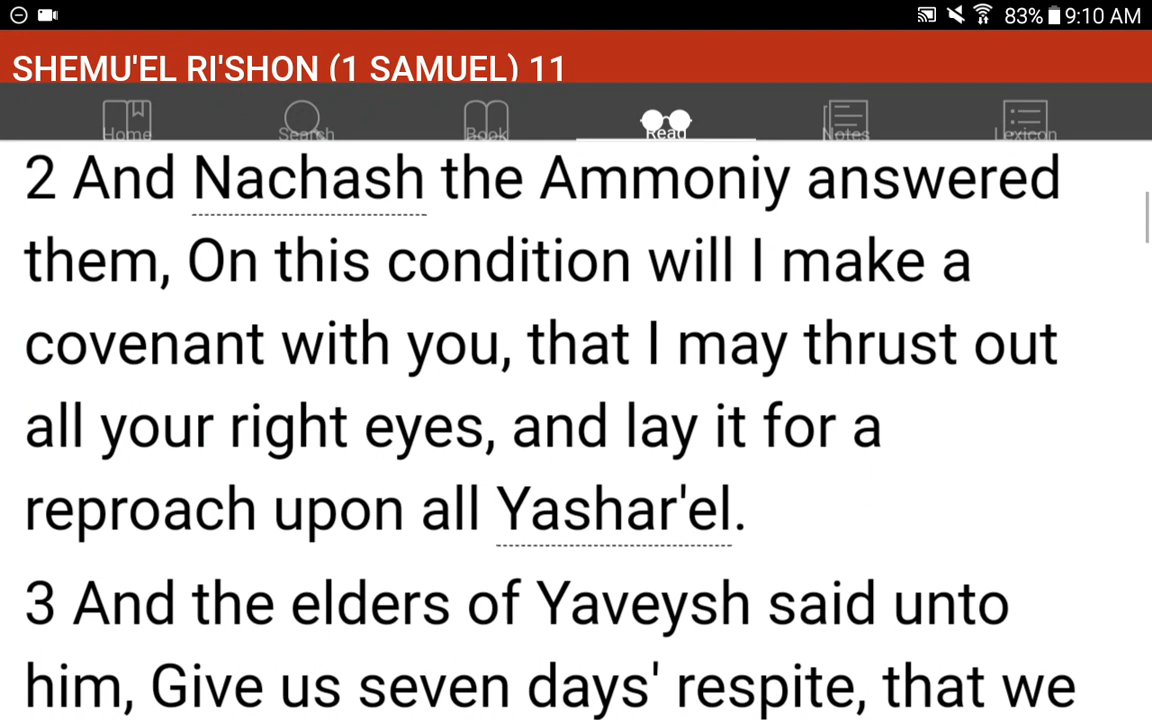 83% 9:10 AM
SHEMU'EL RI'SHON (1 SAMUEL) 11
Home Search Book Read Notes Lexicon
2 And Nachash the Ammoniy answered
them, On this condition will I make a
covenant with you, that I may thrust out
all your right eyes, and lay it for a
reproach upon all Yashar'el.
3 And the elders of Yaveysh said unto
him, Give us seven days' respite, that we